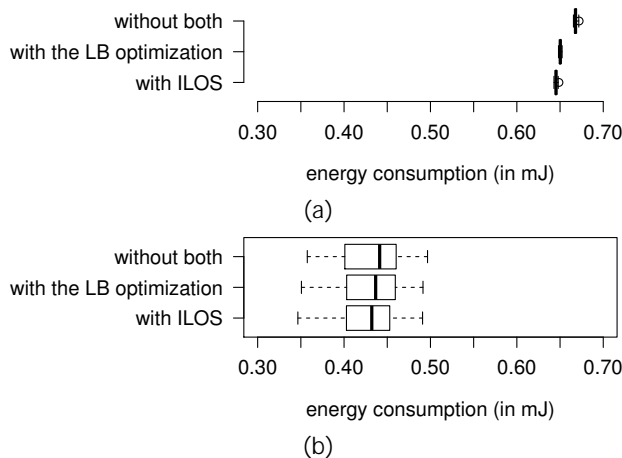 without both
with the LB optimization
with ILOS
0.30 0.40 0.50 0.60 0.70
energy consumption (in mJ)
(a)
without both
with the LB optimization
with ILOS
0.30 0.40 0.50 0.60 0.70
energy consumption (in mJ)
(b)